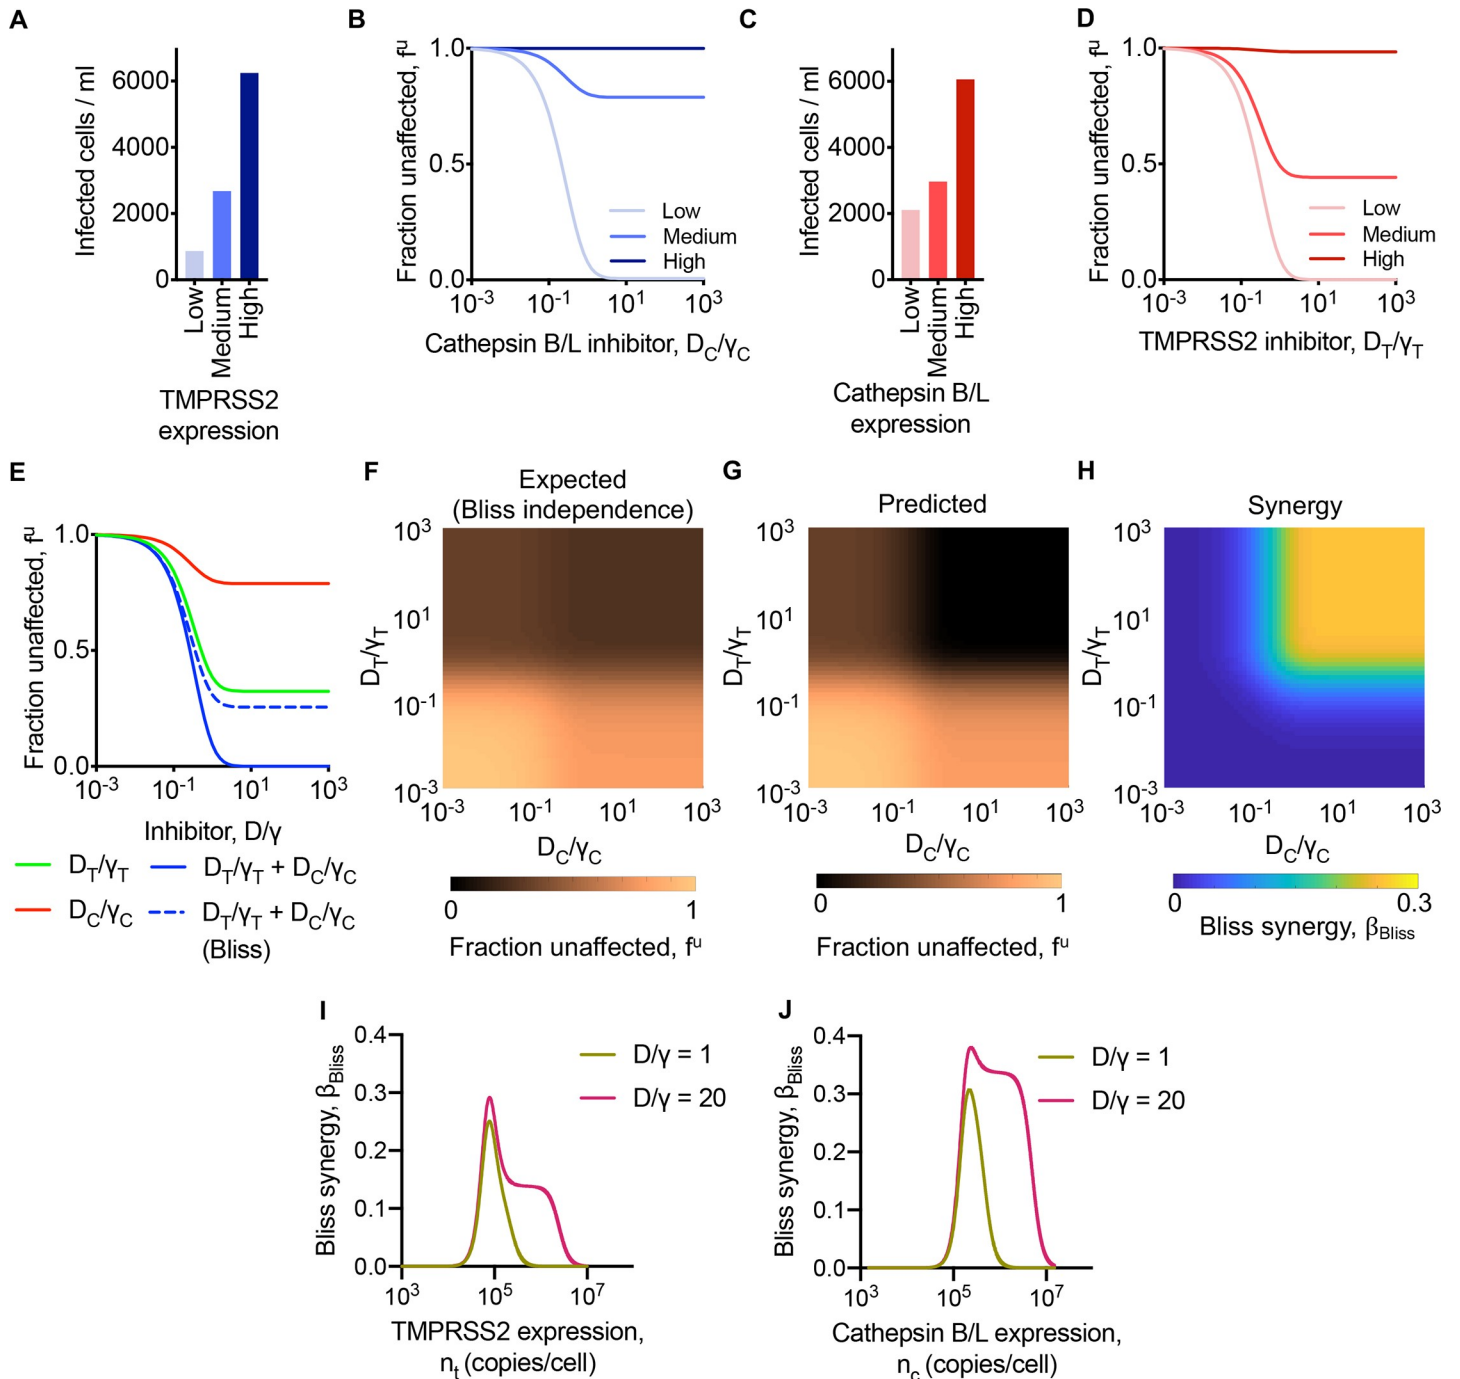 A
Infected cells / ml
6000
4000
2000
0
Low
Medium
High
TMPRSS2
expression
B
Fraction unaffected, fᵘ
1.0
0.5
0.0
Low
Medium
High
10⁻³ 10⁻¹ 10¹ 10³
Cathepsin B/L inhibitor, D_C/γ_C
C
Infected cells / ml
6000
4000
2000
0
Low
Medium
High
Cathepsin B/L
expression
D
Fraction unaffected, fᵘ
1.0
0.5
0.0
Low
Medium
High
10⁻³ 10⁻¹ 10¹ 10³
TMPRSS2 inhibitor, D_T/γ_T
E
Fraction unaffected, fᵘ
1.0
0.5
0.0
10⁻³ 10⁻¹ 10¹ 10³
Inhibitor, D/γ
D_T/γ_T
D_T/γ_T + D_C/γ_C
D_C/γ_C
D_T/γ_T + D_C/γ_C
(Bliss)
F
Expected
(Bliss independence)
D_T/γ_T
10³
10¹
10⁻¹
10⁻³
10⁻³ 10⁻¹ 10¹ 10³
D_C/γ_C
0 1
Fraction unaffected, fᵘ
G
Predicted
D_T/γ_T
10³
10¹
10⁻¹
10⁻³
10⁻³ 10⁻¹ 10¹ 10³
D_C/γ_C
0 1
Fraction unaffected, fᵘ
H
Synergy
D_T/γ_T
10³
10¹
10⁻¹
10⁻³
10⁻³ 10⁻¹ 10¹ 10³
D_C/γ_C
0 0.3
Bliss synergy, β_Bliss
I
Bliss synergy, β_Bliss
0.4
0.3
0.2
0.1
0.0
D/γ = 1
D/γ = 20
10³ 10⁵ 10⁷
TMPRSS2 expression,
n_t (copies/cell)
J
Bliss synergy, β_Bliss
0.4
0.3
0.2
0.1
0.0
D/γ = 1
D/γ = 20
10³ 10⁵ 10⁷
Cathepsin B/L expression,
n_c (copies/cell)